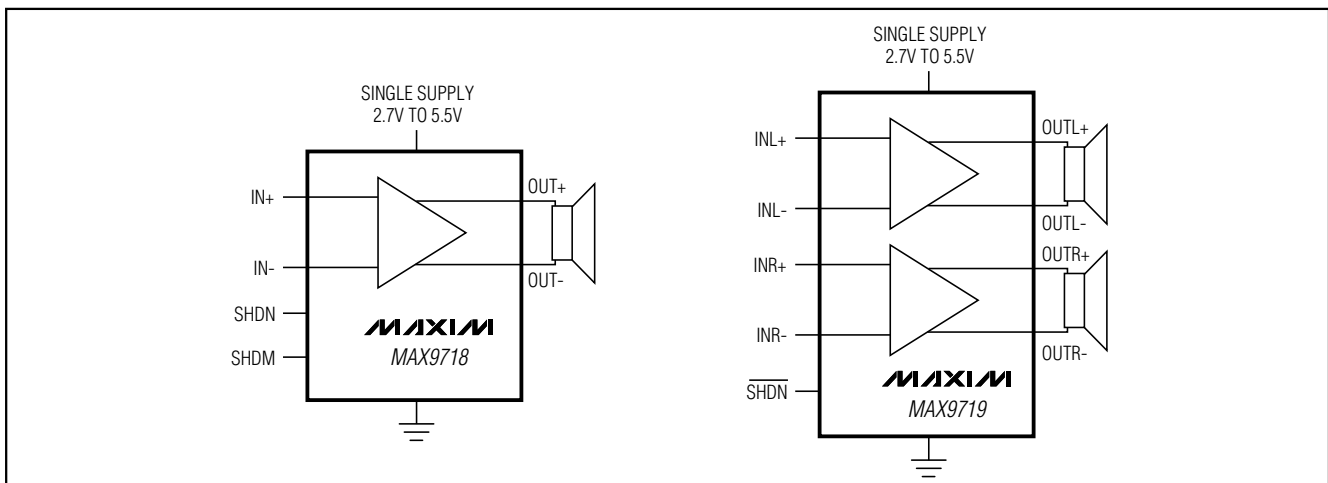 SINGLE SUPPLY
2.7V TO 5.5V
IN+
IN-
SHDN
SHDM
OUT+
OUT-
MAXIM
MAX9718
SINGLE SUPPLY
2.7V TO 5.5V
INL+
INL-
INR+
INR-
SHDN
OUTL+
OUTL-
OUTR+
OUTR-
MAXIM
MAX9719